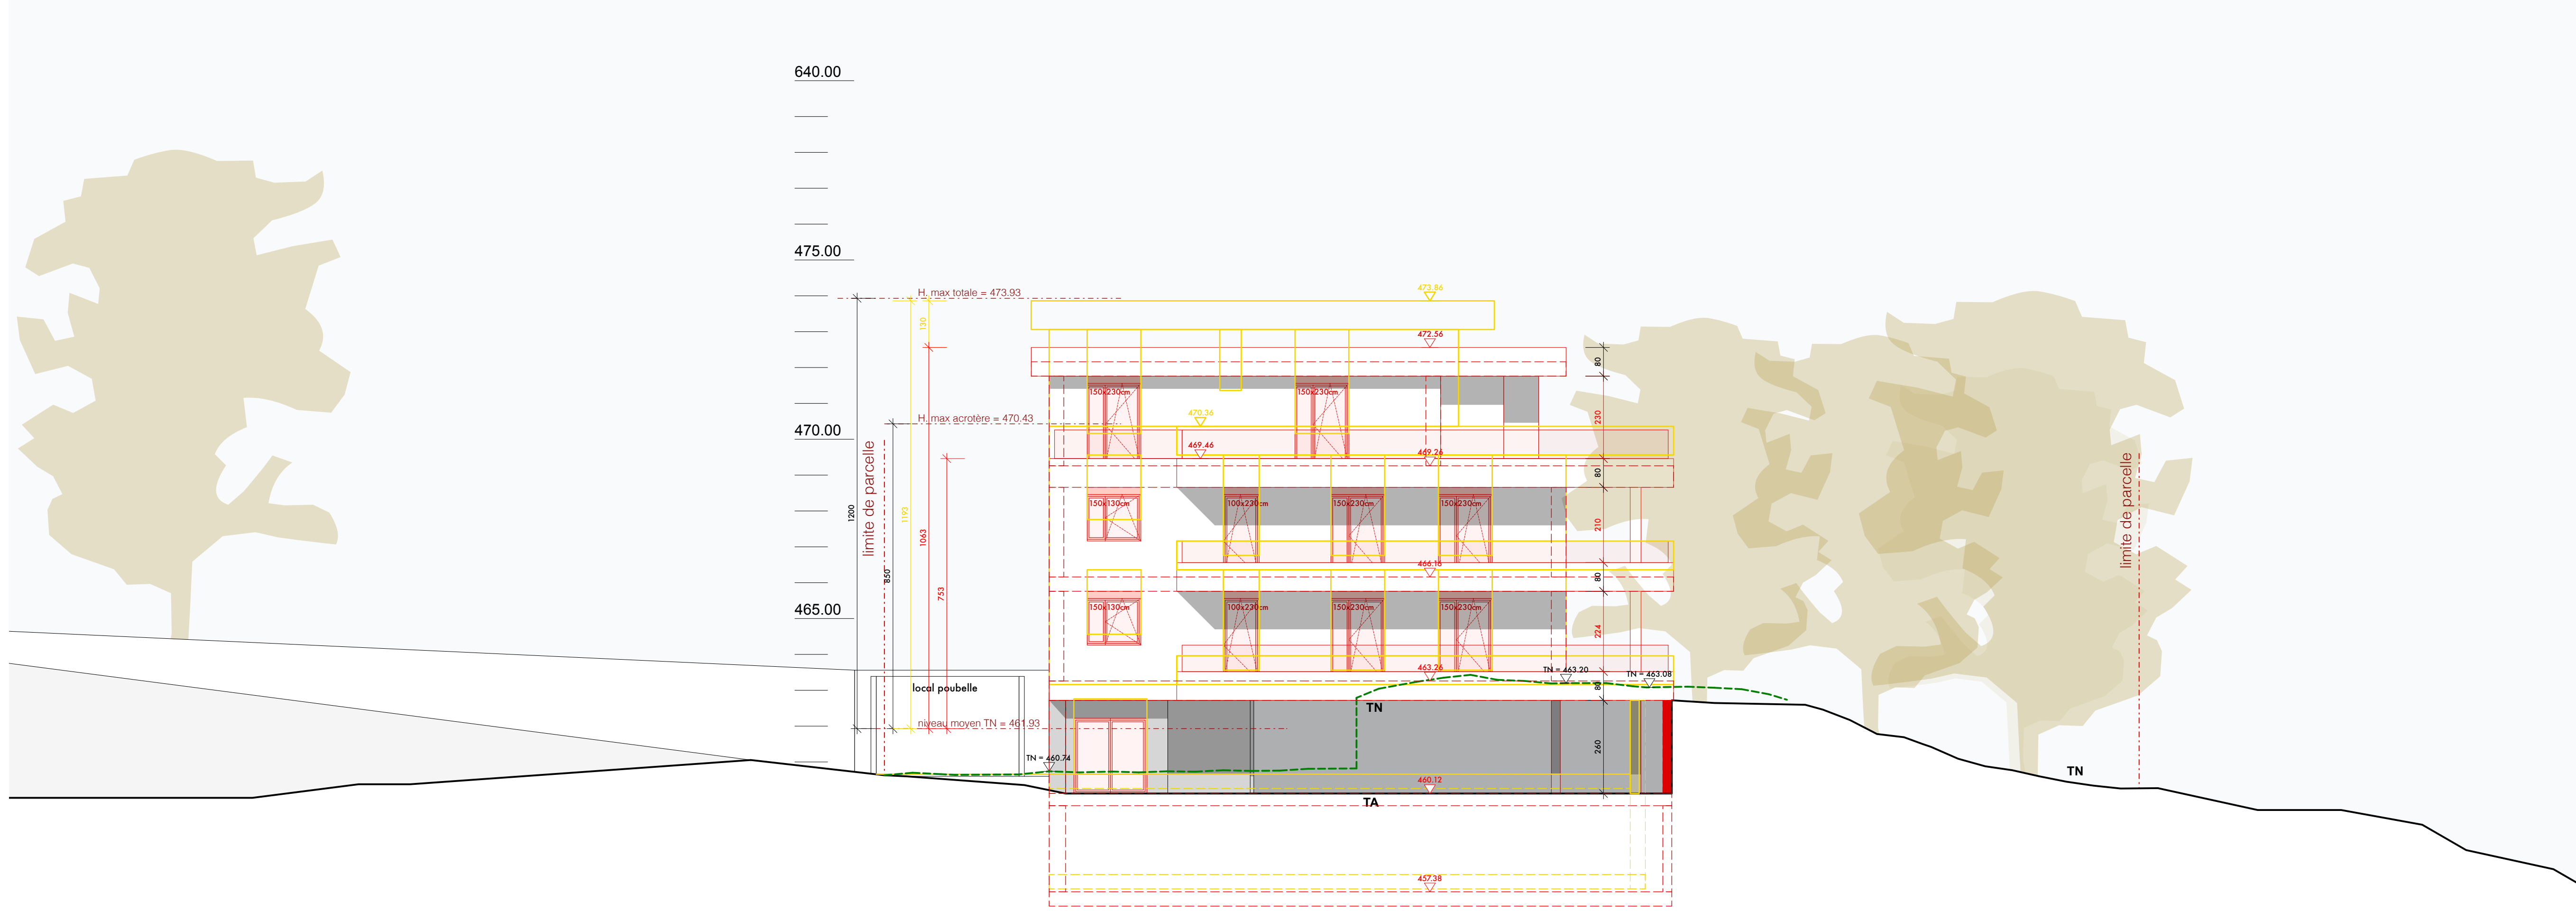 640.00
475.00
H. max totale = 473.93
473.86
130
472.56
80
150x230cm
150x230cm
H. max acrotère = 470.43
470.36
230
470.00
469.46
469.26
80
limite de parcelle
limite de parcelle
150x130cm
100x230cm
150x230cm
150x230cm
1200
1192
1063
210
850
466.16
80
753
465.00
150x130cm
100x230cm
150x230cm
150x230cm
224
463.26
TN = 463.20
TN = 463.08
local poubelle
80
TN
niveau moyen TN = 461.93
260
TN = 460.74
TN
460.12
TA
457.38